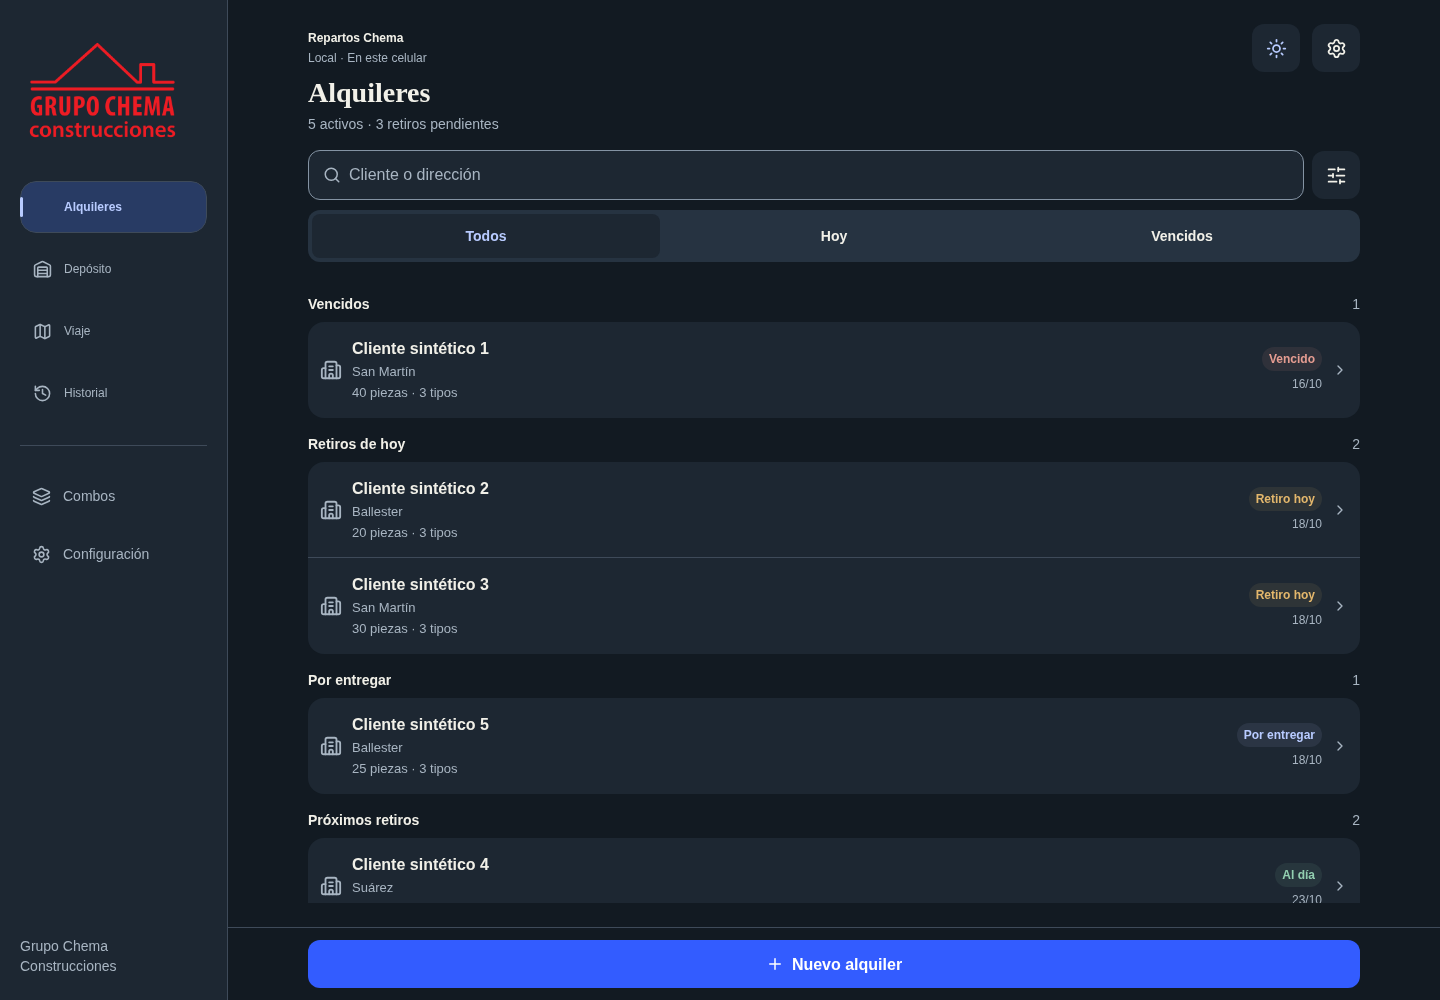 GRUPO CHEMA
construcciones
Alquileres
Depósito
Viaje
Historial
Combos
Configuración
Grupo Chema
Construcciones
Repartos Chema
Local · En este celular
Alquileres
5 activos · 3 retiros pendientes
Cliente o dirección
Todos
Hoy
Vencidos
Vencidos
1
Cliente sintético 1
San Martín
40 piezas · 3 tipos
Vencido
16/10
Retiros de hoy
2
Cliente sintético 2
Ballester
20 piezas · 3 tipos
Retiro hoy
18/10
Cliente sintético 3
San Martín
30 piezas · 3 tipos
Retiro hoy
18/10
Por entregar
1
Cliente sintético 5
Ballester
25 piezas · 3 tipos
Por entregar
18/10
Próximos retiros
2
Cliente sintético 4
Suárez
Al día
23/10
Nuevo alquiler